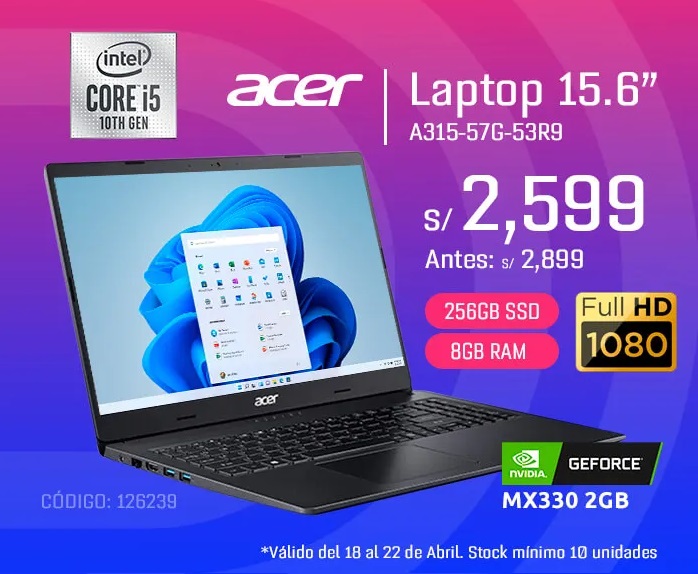 intel
CORE i5
10TH GEN
acer
Laptop 15.6”
A315-57G-53R9
S/ 2,599
Antes: S/ 2,899
256GB SSD
8GB RAM
Full HD
1080
acer
NVIDIA.
GEFORCE
MX330 2GB
CÓDIGO: 126239
*Válido del 18 al 22 de Abril. Stock mínimo 10 unidades